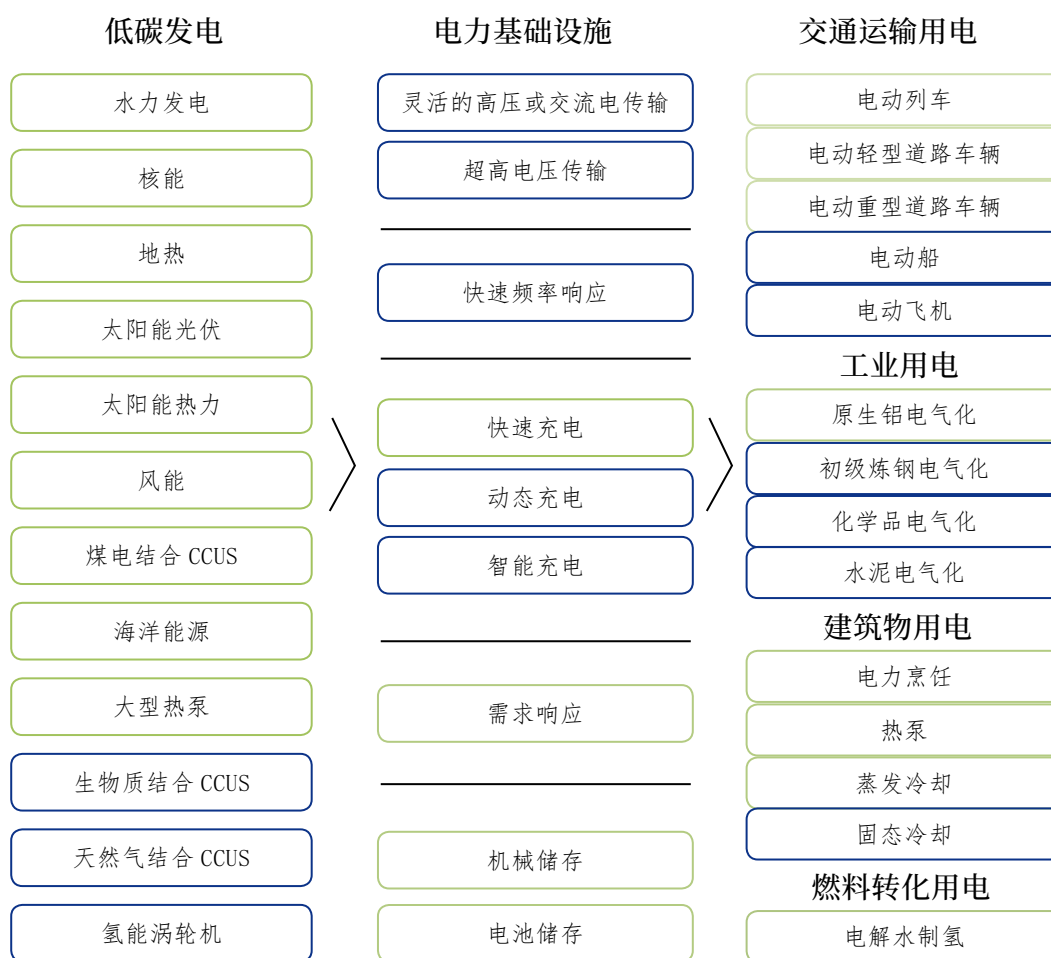 低碳发电
水力发电
核能
地热
太阳能光伏
太阳能热力
风能
煤电结合 CCUS
海洋能源
大型热泵
生物质结合 CCUS
天然气结合 CCUS
氢能涡轮机
电力基础设施
灵活的高压或交流电传输
超高电压传输
快速频率响应
快速充电
动态充电
智能充电
需求响应
机械储存
电池储存
交通运输用电
电动列车
电动轻型道路车辆
电动重型道路车辆
电动船
电动飞机
工业用电
原生铝电气化
初级炼钢电气化
化学品电气化
水泥电气化
建筑物用电
电力烹饪
热泵
蒸发冷却
固态冷却
燃料转化用电
电解水制氢